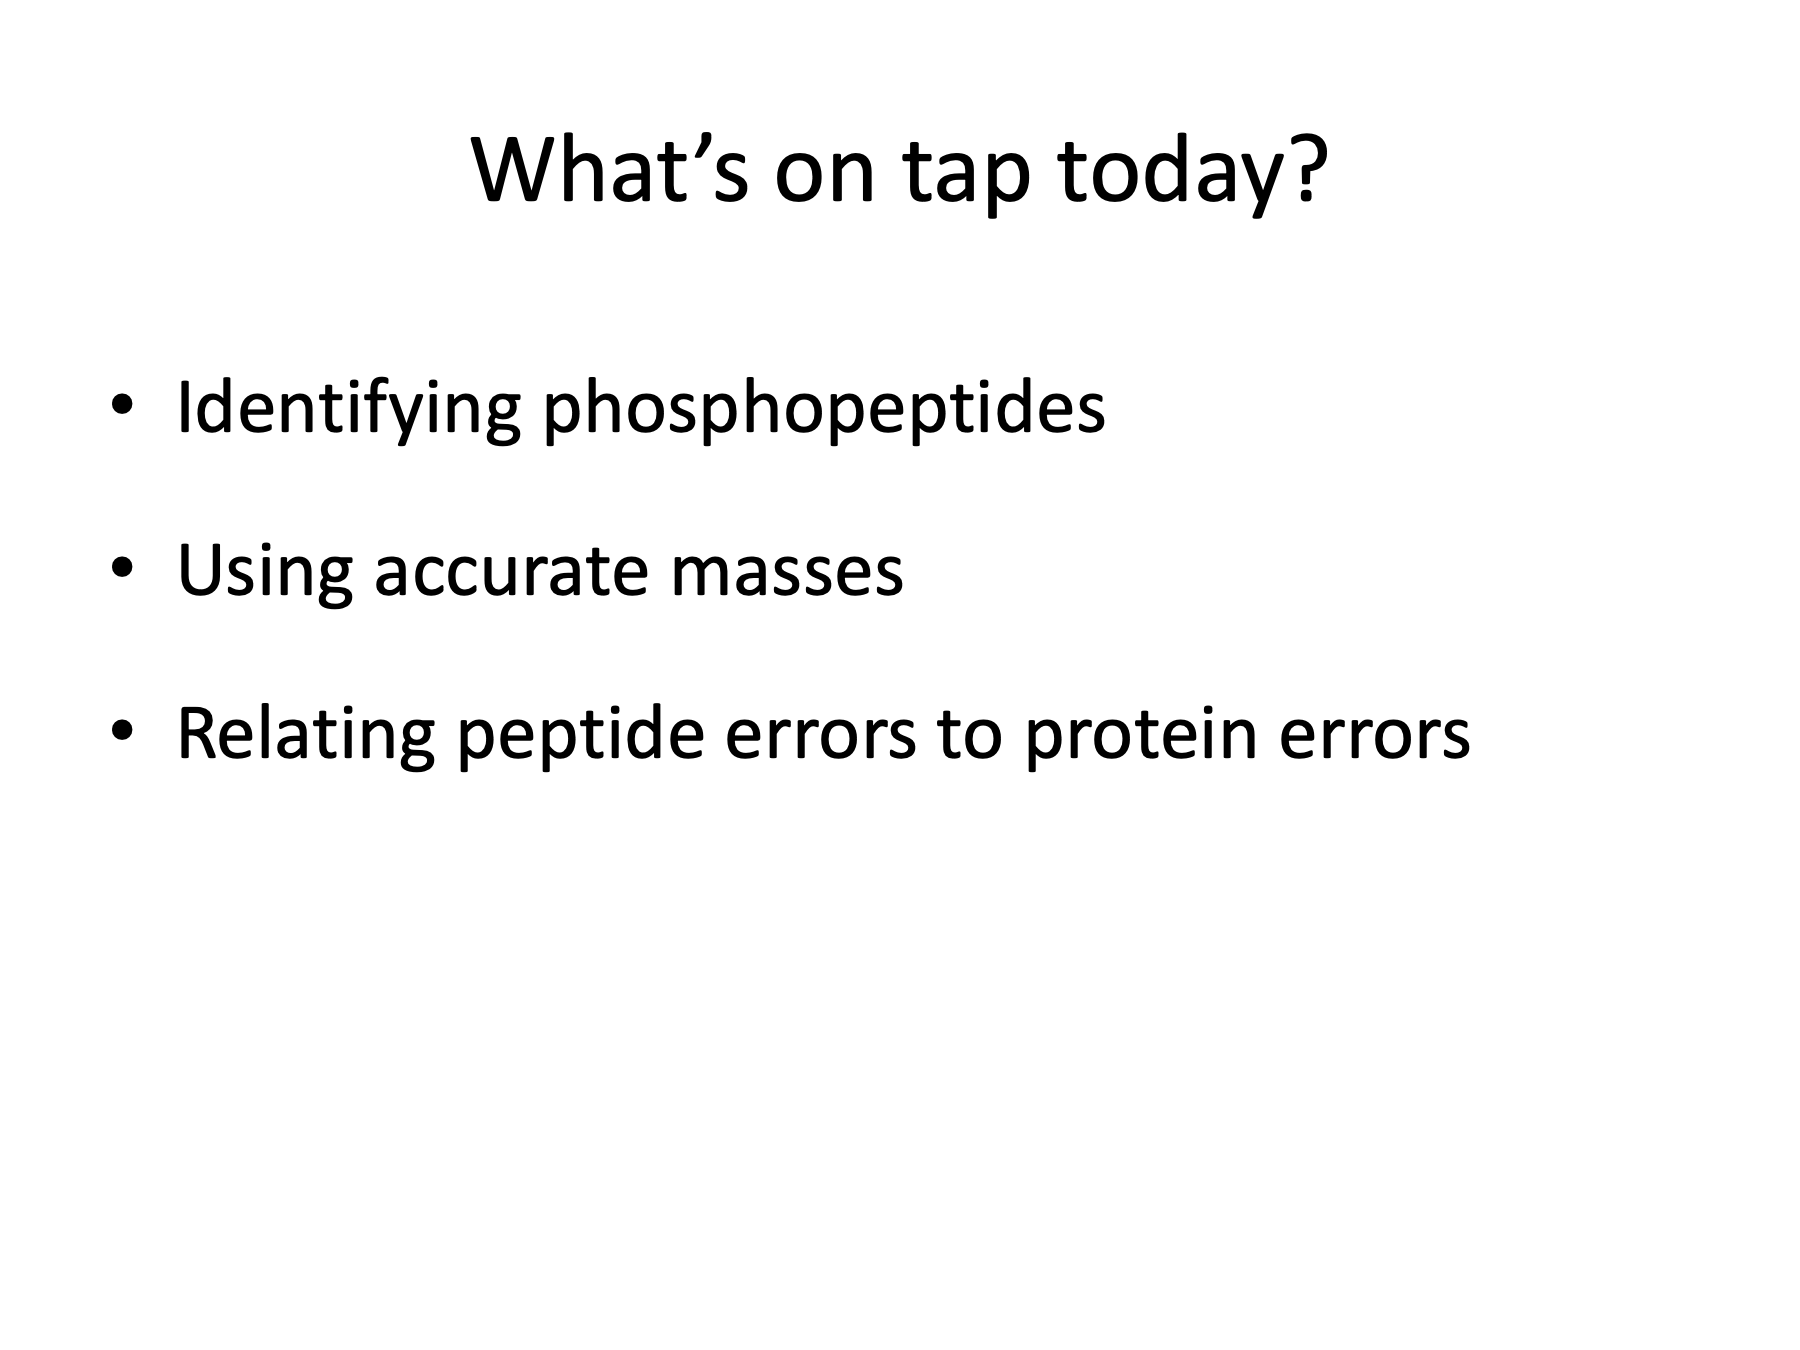 What’s on tap today?
• Identifying phosphopeptides
• Using accurate masses
• Relating peptide errors to protein errors